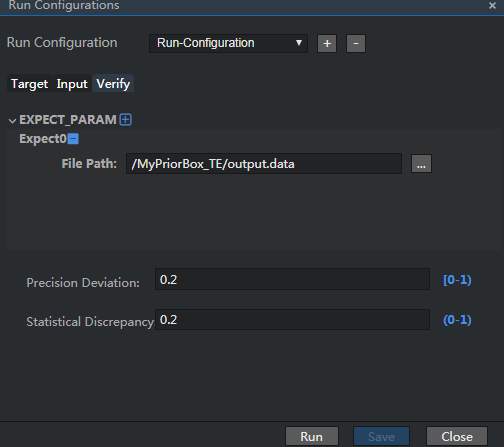 Run Configurations ×
Run Configuration Run-Configuration ▼ + -
Target Input Verify
EXPECT_PARAM +
Expect0 −
File Path: /MyPriorBox_TE/output.data ...
Precision Deviation: 0.2 [0-1)
Statistical Discrepancy 0.2 (0-1)
Run Save Close